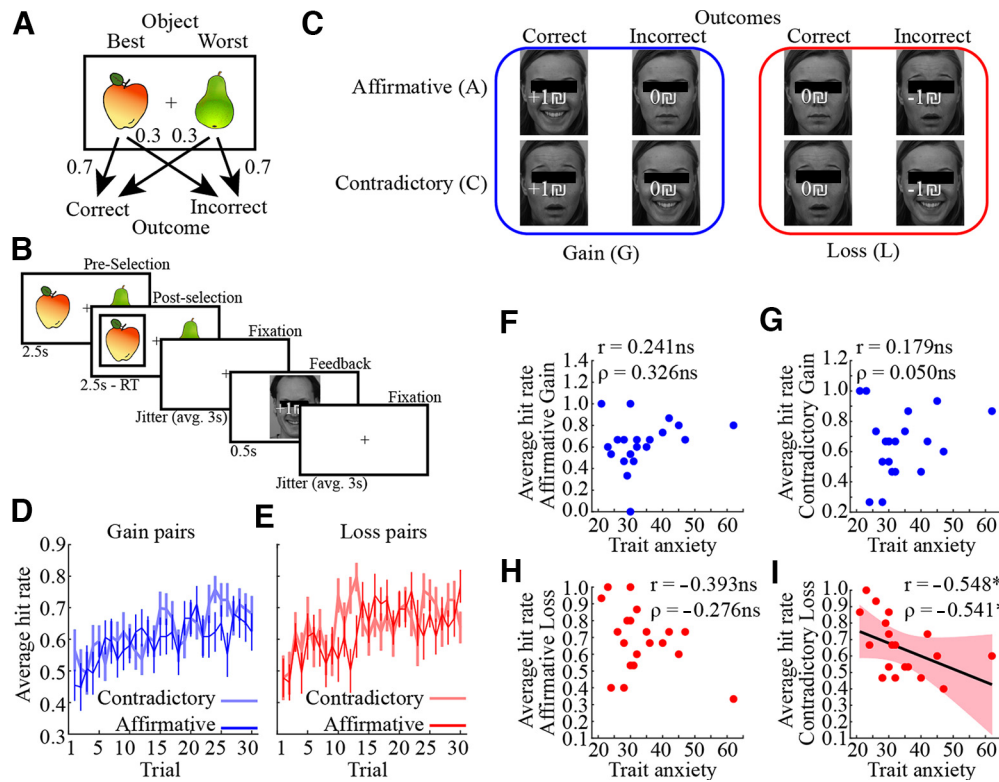 A
Object
Best Worst
+
0.3 0.3
0.7 0.7
Correct Incorrect
Outcome
B
Pre-Selection
+
2.5s
Post-selection
+
2.5s - RT
Fixation
+
Jitter (avg. 3s)
Feedback
+1₪
0.5s
Fixation
+
Jitter (avg. 3s)
C
Outcomes
Correct Incorrect Correct Incorrect
Affirmative (A)
+1₪ 0₪ 0₪ -1₪
Contradictory (C)
+1₪ 0₪ 0₪ -1₪
Gain (G) Loss (L)
D
Gain pairs
Average hit rate
0.9
0.8
0.7
0.6
0.5
0.4
0.3
Contradictory
Affirmative
1 5 10 15 20 25 30
Trial
E
Loss pairs
Contradictory
Affirmative
1 5 10 15 20 25 30
Trial
F
r = 0.241ns
ρ = 0.326ns
Average hit rate
Affirmative Gain
1.4
1.2
1.0
0.8
0.6
0.4
0.2
0.0
20 30 40 50 60
Trait anxiety
G
r = 0.179ns
ρ = 0.050ns
Average hit rate
Contradictory Gain
1.2
1.0
0.8
0.6
0.4
0.2
0.0
20 30 40 50 60
Trait anxiety
H
r = −0.393ns
ρ = −0.276ns
Average hit rate
Affirmative Loss
1.0
0.9
0.8
0.7
0.6
0.5
0.4
0.3
0.2
0.1
20 30 40 50 60
Trait anxiety
I
r = −0.548*
ρ = −0.541*
Average hit rate
Contradictory Loss
1.0
0.9
0.8
0.7
0.6
0.5
0.4
0.3
0.2
0.1
20 30 40 50 60
Trait anxiety